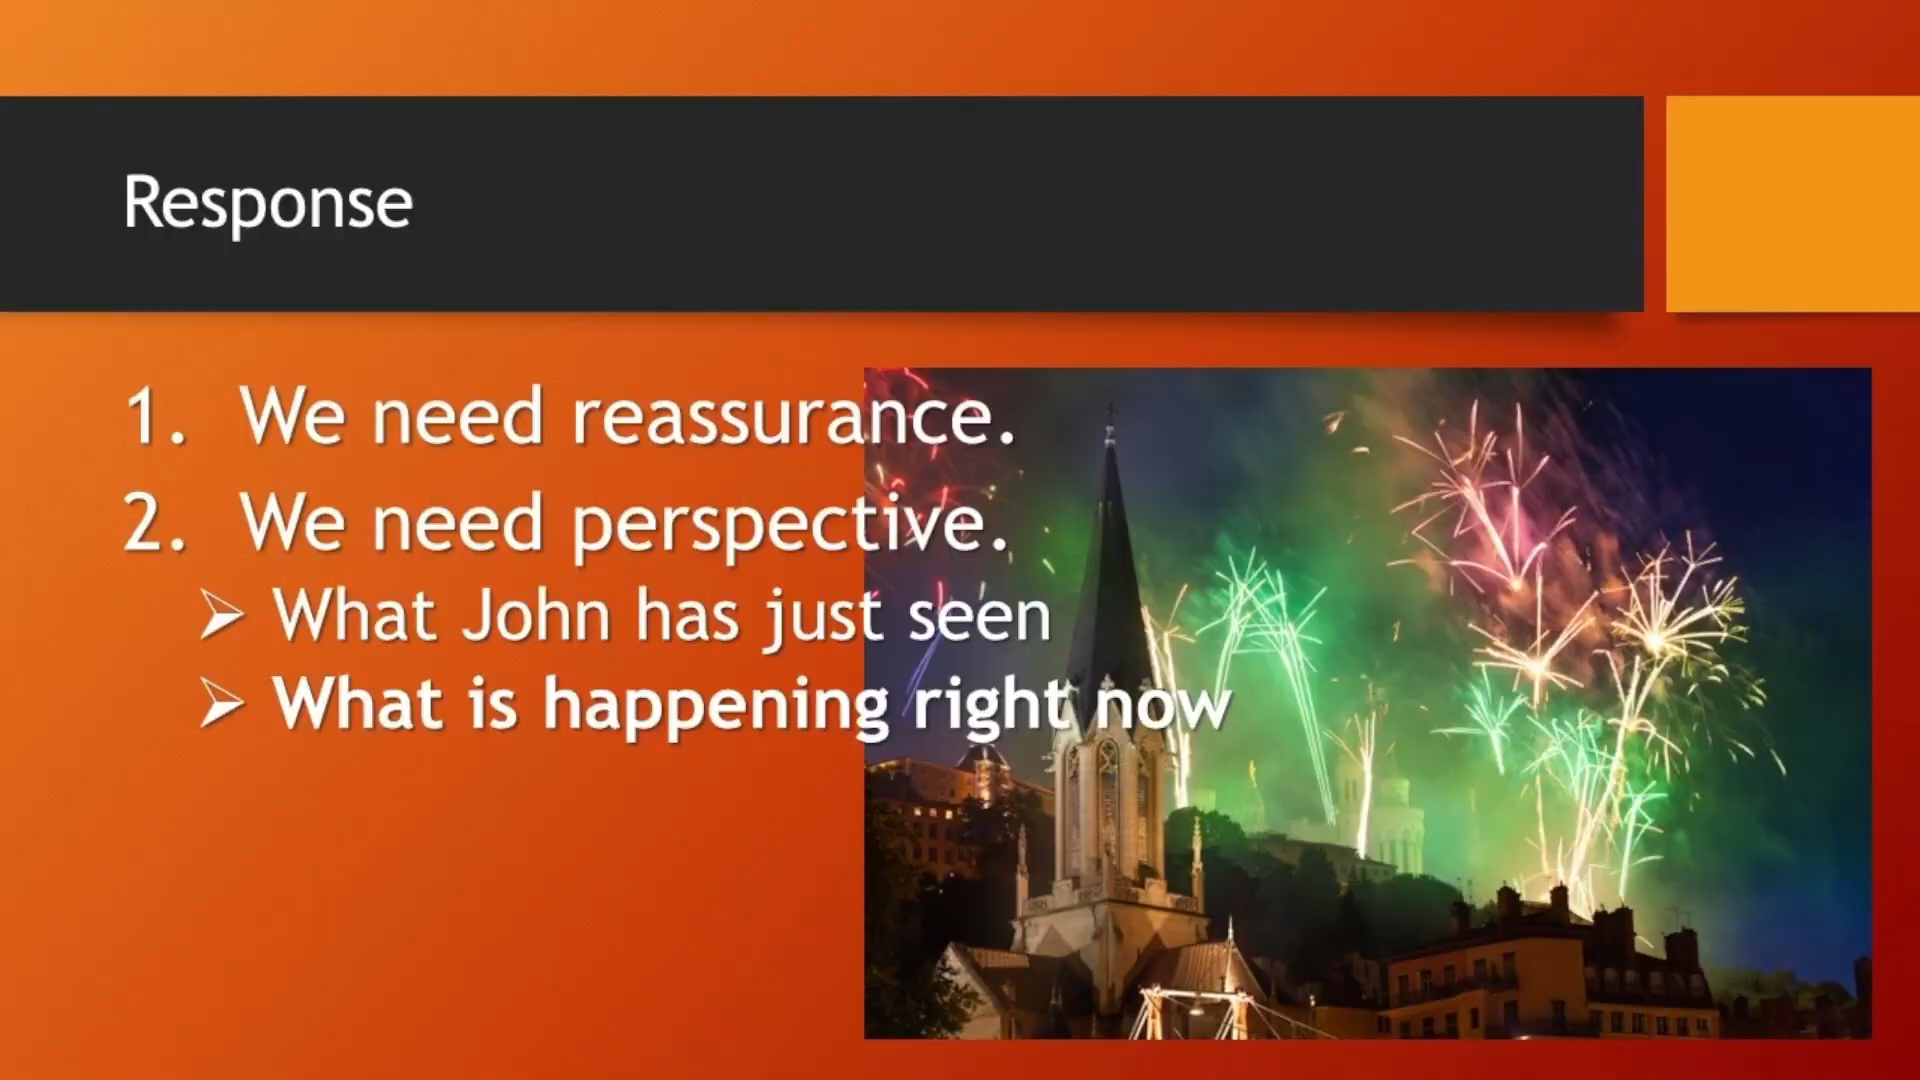 Response
1. We need reassurance.
2. We need perspective.
➢ What John has just seen
➢ What is happening right now